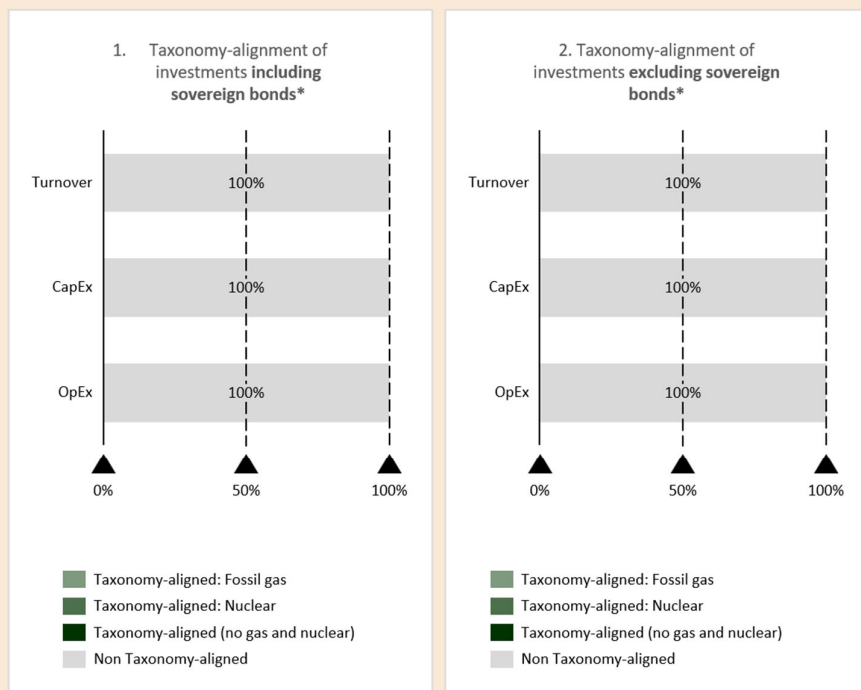 1. Taxonomy-alignment of
investments including
sovereign bonds*
Turnover
100%
CapEx
100%
OpEx
100%
0%
50%
100%
Taxonomy-aligned: Fossil gas
Taxonomy-aligned: Nuclear
Taxonomy-aligned (no gas and nuclear)
Non Taxonomy-aligned
2. Taxonomy-alignment of
investments excluding sovereign
bonds*
Turnover
100%
CapEx
100%
OpEx
100%
0%
50%
100%
Taxonomy-aligned: Fossil gas
Taxonomy-aligned: Nuclear
Taxonomy-aligned (no gas and nuclear)
Non Taxonomy-aligned